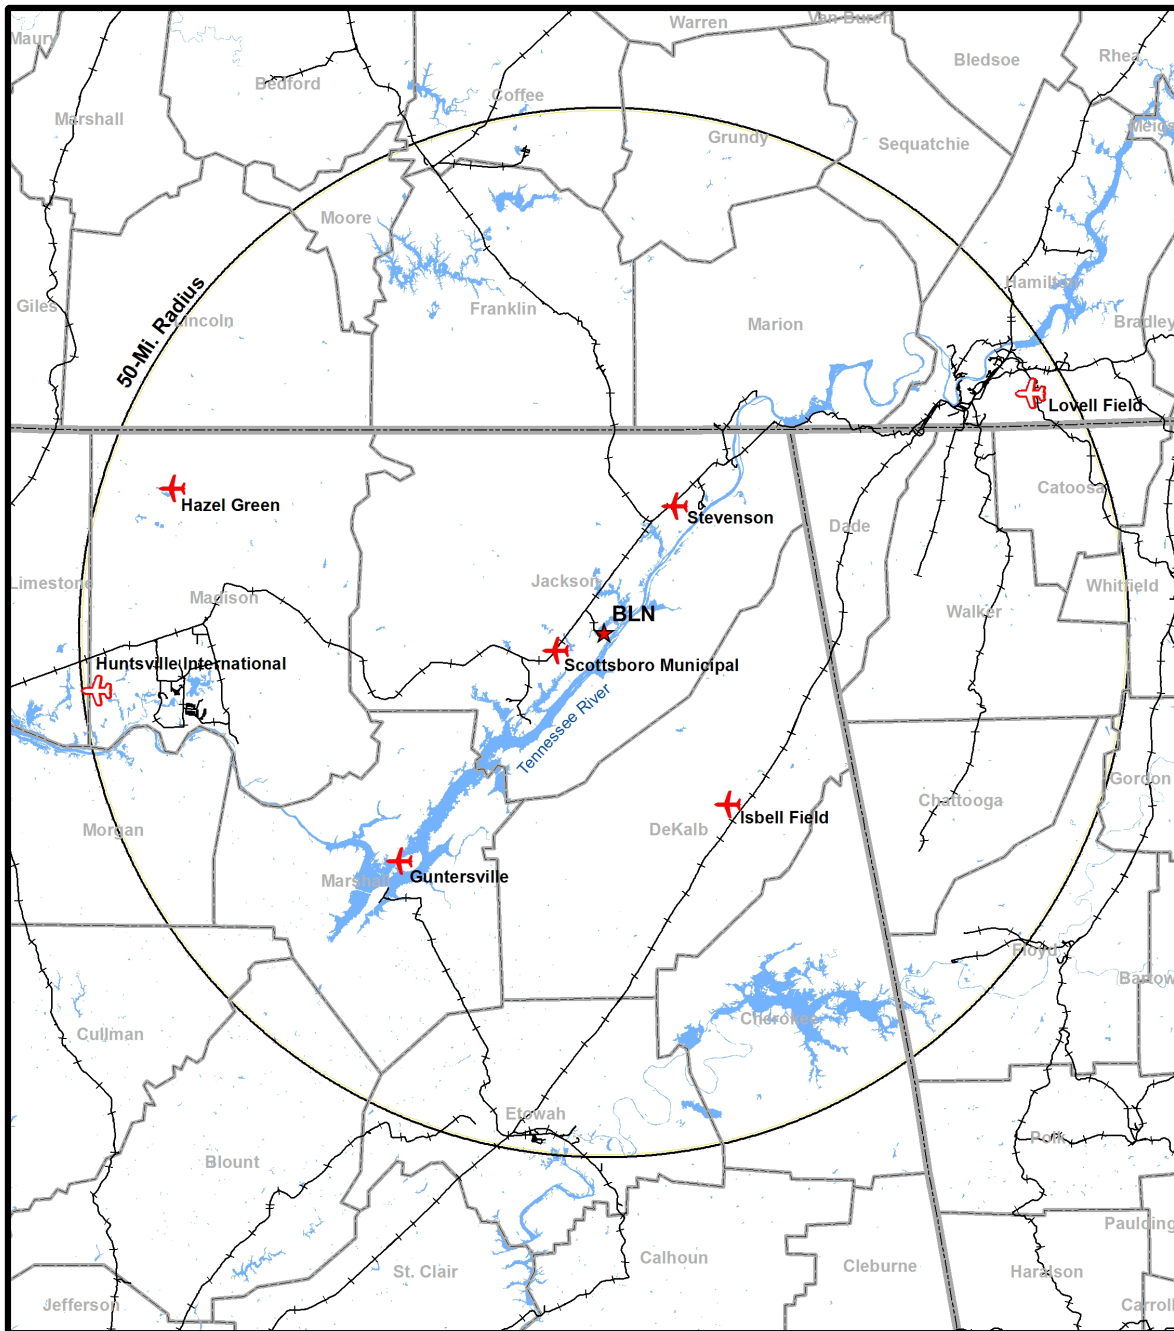 Maury
Warren
Van Buren
Bledsoe
Rhea
Bedford
Coffee
Marshall
Grundy
Sequatchie
Meigs
Moore
Giles
Lincoln
50-Mi. Radius
Franklin
Marion
Hamilton
Bradley
Lovell Field
Hazel Green
Stevenson
Catoosa
Dade
Limestone
Madison
Jackson
Whitfield
BLN
Walker
Huntsville International
Scottsboro Municipal
Tennessee River
Gordon
Chattooga
Morgan
DeKalb
Isbell Field
Marshall
Guntersville
Floyd
Bartow
Cherokee
Cullman
Etowah
Polk
Blount
Paulding
Calhoun
Cleburne
Haralson
St. Clair
Jefferson
Carroll